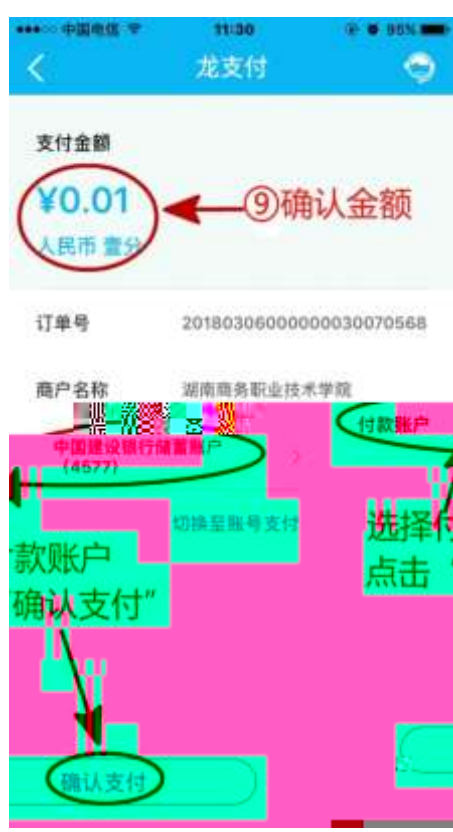 中国电信 11:30 95%
龙支付
支付金额
¥0.01
⑨确认金额
人民币 壹分
订单号 201803060000000030070568
商户名称 湖南商务职业技术学院
付款账户
中国建设银行储蓄账户
(4577)
切换至账号支付
选择付
款账户
点击“
确认支付”
确认支付